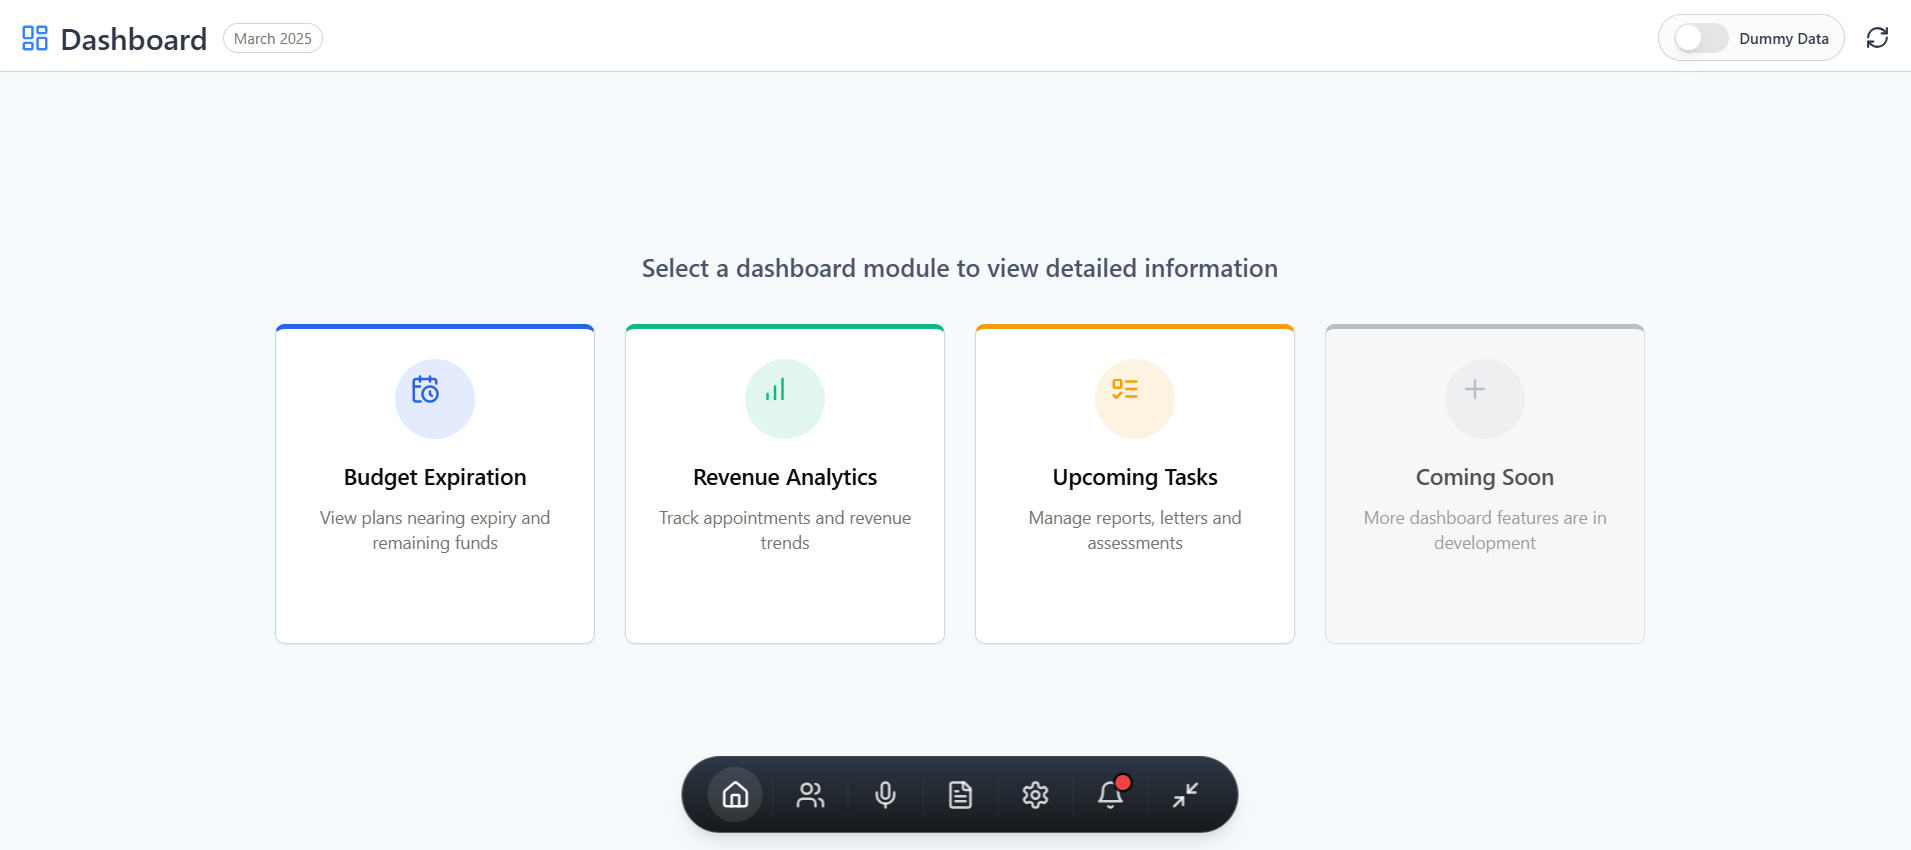 Dashboard
March 2025
Dummy Data
Select a dashboard module to view detailed information
Budget Expiration
View plans nearing expiry and
remaining funds
Revenue Analytics
Track appointments and revenue
trends
Upcoming Tasks
Manage reports, letters and
assessments
Coming Soon
More dashboard features are in
development